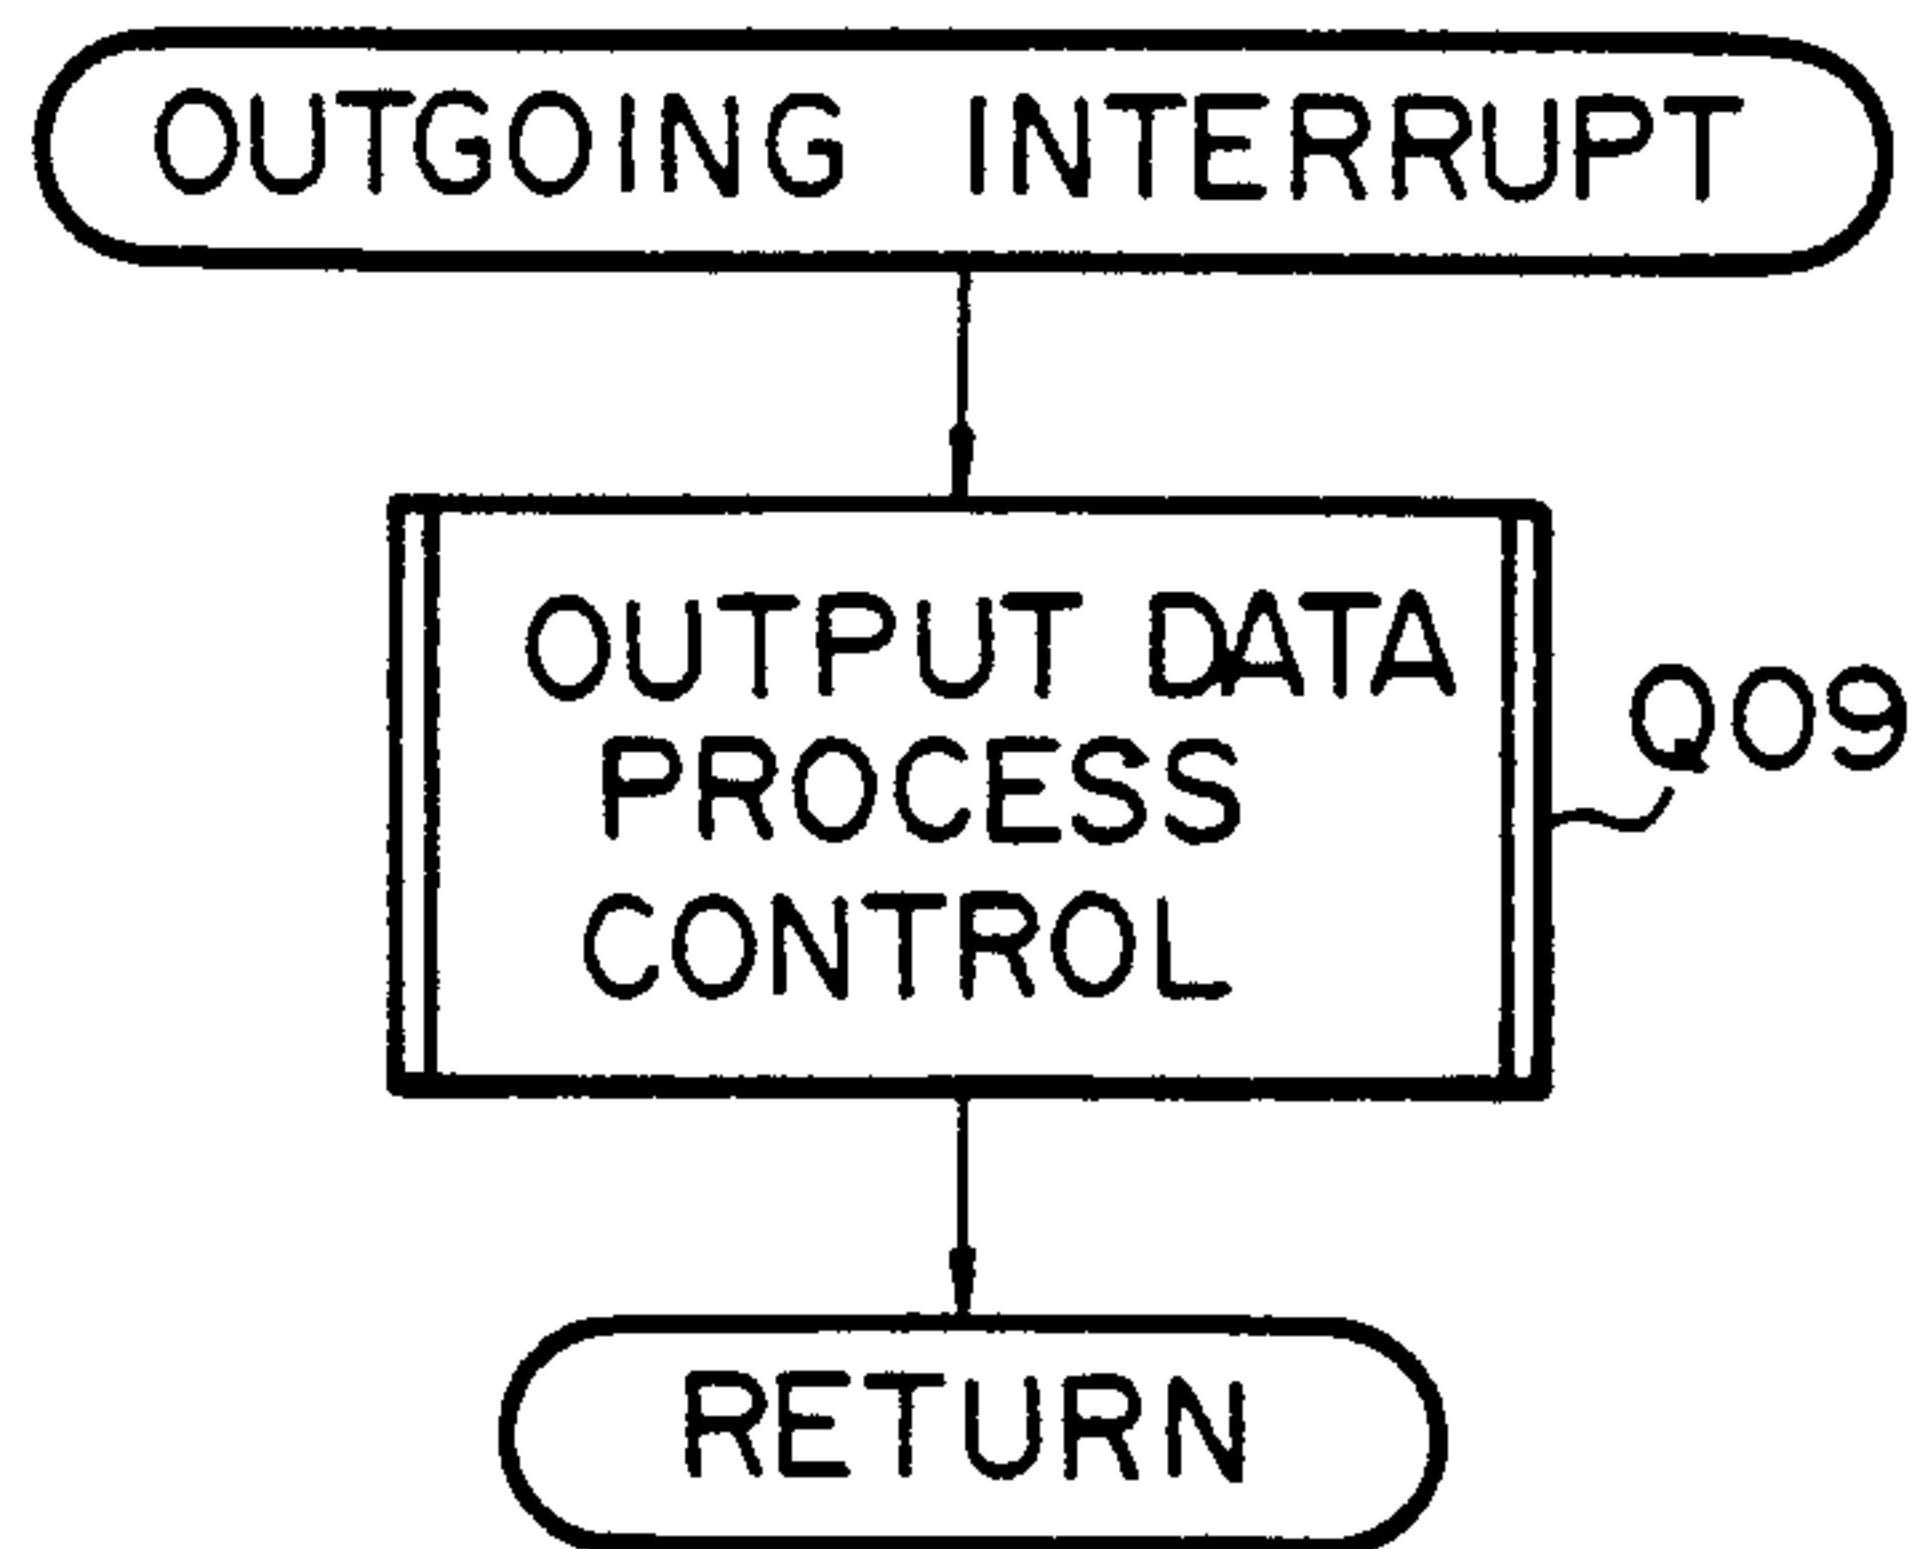 OUTGOING INTERRUPT
OUTPUT DATA
PROCESS
CONTROL
Q09
RETURN